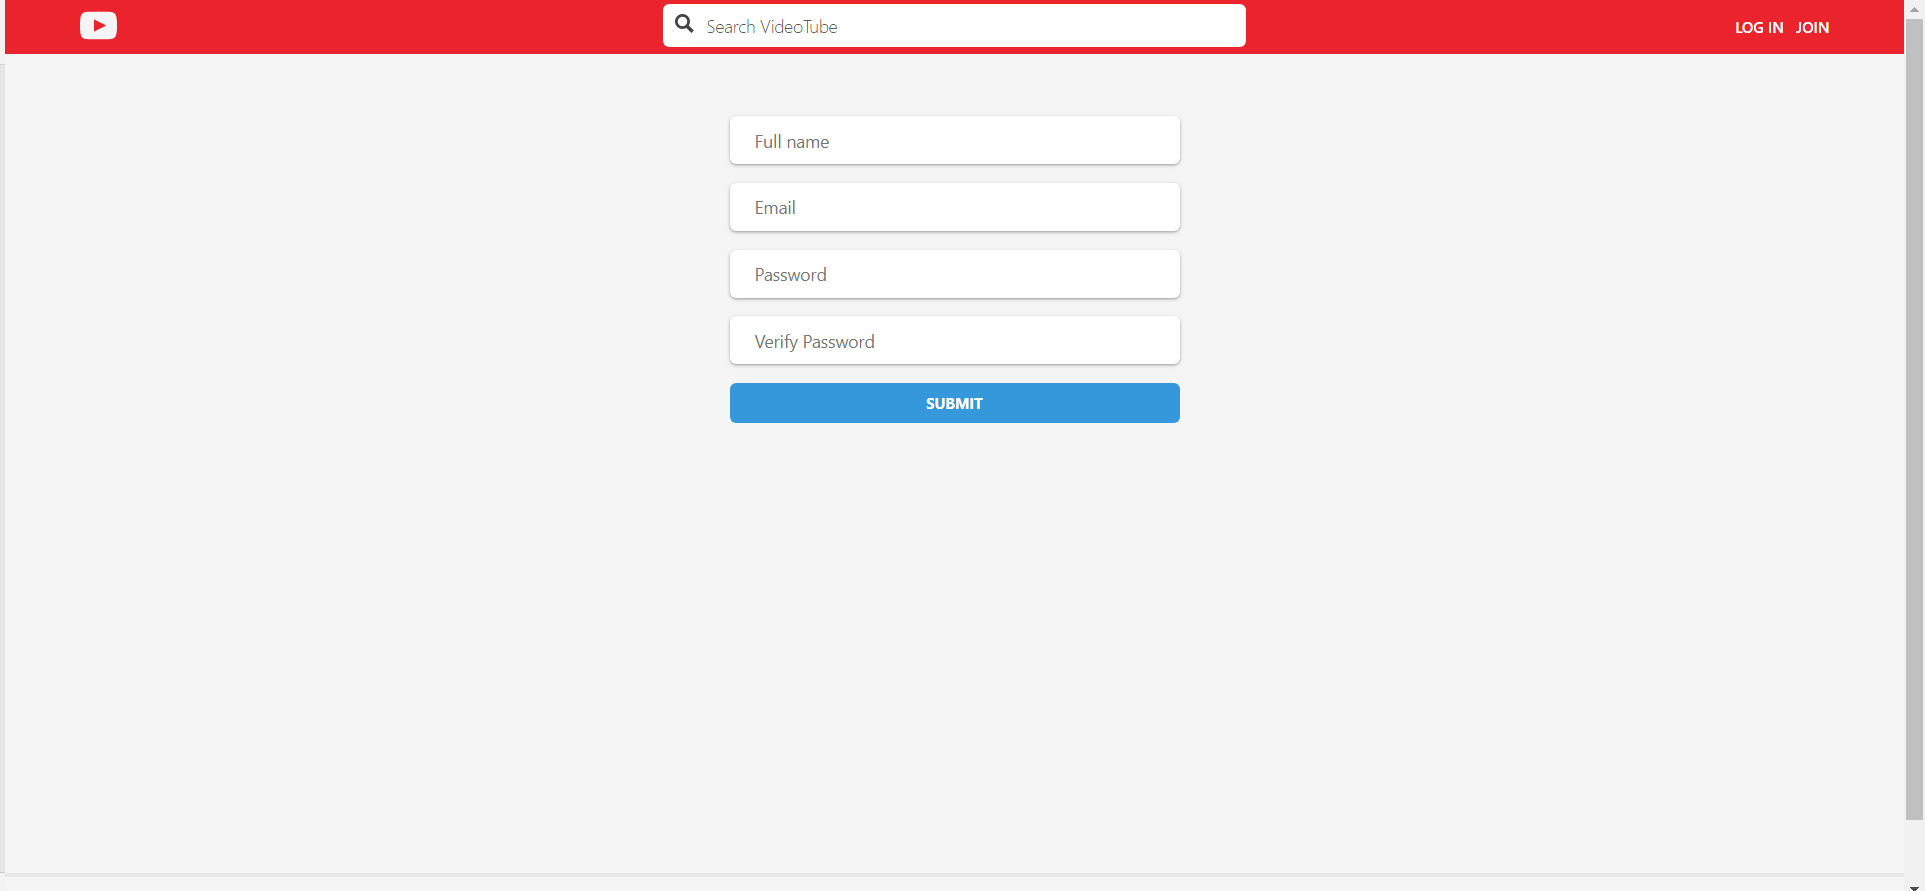 Search VideoTube
LOG IN JOIN
Full name
Email
Password
Verify Password
SUBMIT